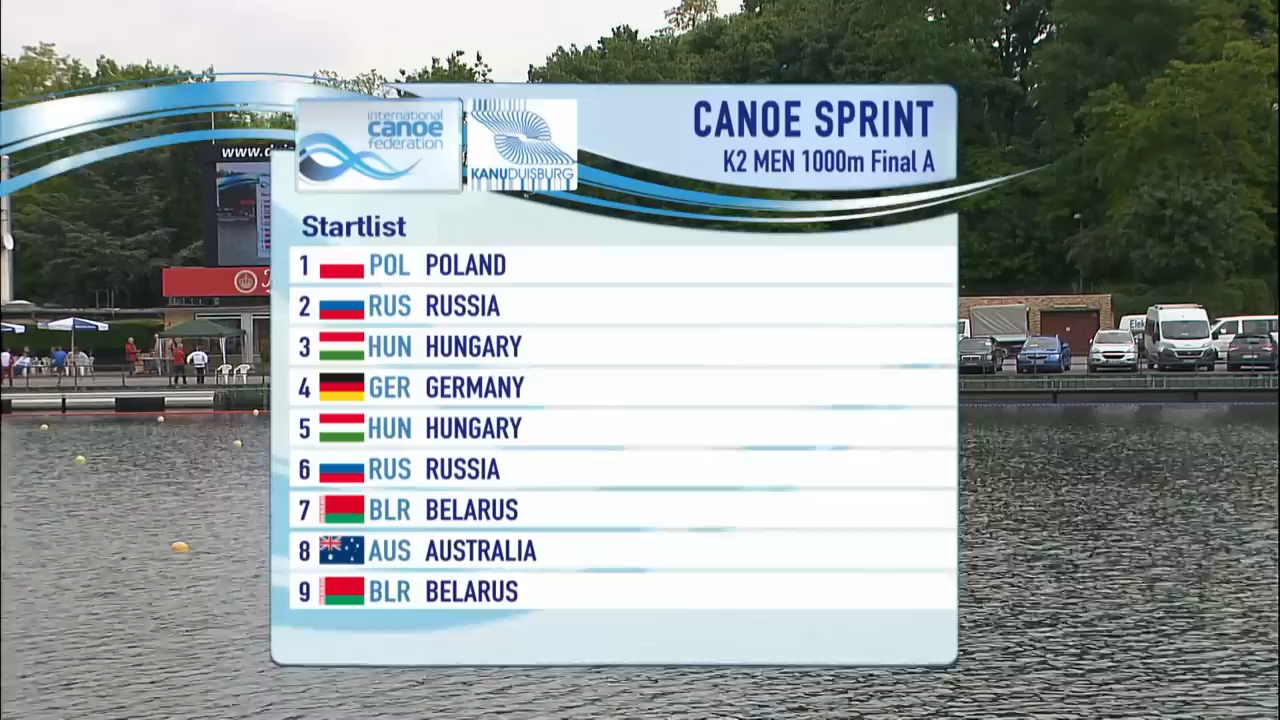 international
canoe
federation
KANUDUISBURG
CANOE SPRINT
K2 MEN 1000m Final A
www.d
Startlist
1 POL POLAND
2 RUS RUSSIA
3 HUN HUNGARY
4 GER GERMANY
5 HUN HUNGARY
6 RUS RUSSIA
7 BLR BELARUS
8 AUS AUSTRALIA
9 BLR BELARUS
Elek